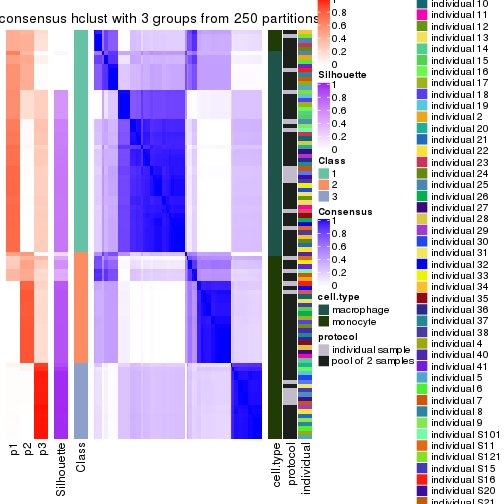 consensus hclust with 3 groups from 250 partitions
p1
p2
p3
Silhouette
Class
cell.type
protocol
individual
0.8
0.6
0.4
0.2
0
Silhouette
1
0.8
0.6
0.4
0.2
0
Class
1
2
3
Consensus
1
0.8
0.6
0.4
0.2
0
cell.type
macrophage
monocyte
protocol
individual sample
pool of 2 samples
individual 10
individual 11
individual 12
individual 13
individual 14
individual 15
individual 16
individual 17
individual 18
individual 19
individual 2
individual 20
individual 21
individual 22
individual 23
individual 24
individual 25
individual 26
individual 27
individual 28
individual 29
individual 30
individual 31
individual 32
individual 33
individual 34
individual 35
individual 36
individual 37
individual 38
individual 4
individual 40
individual 41
individual 5
individual 6
individual 7
individual 8
individual 9
individual S101
individual S11
individual S121
individual S15
individual S16
individual S20
individual S21